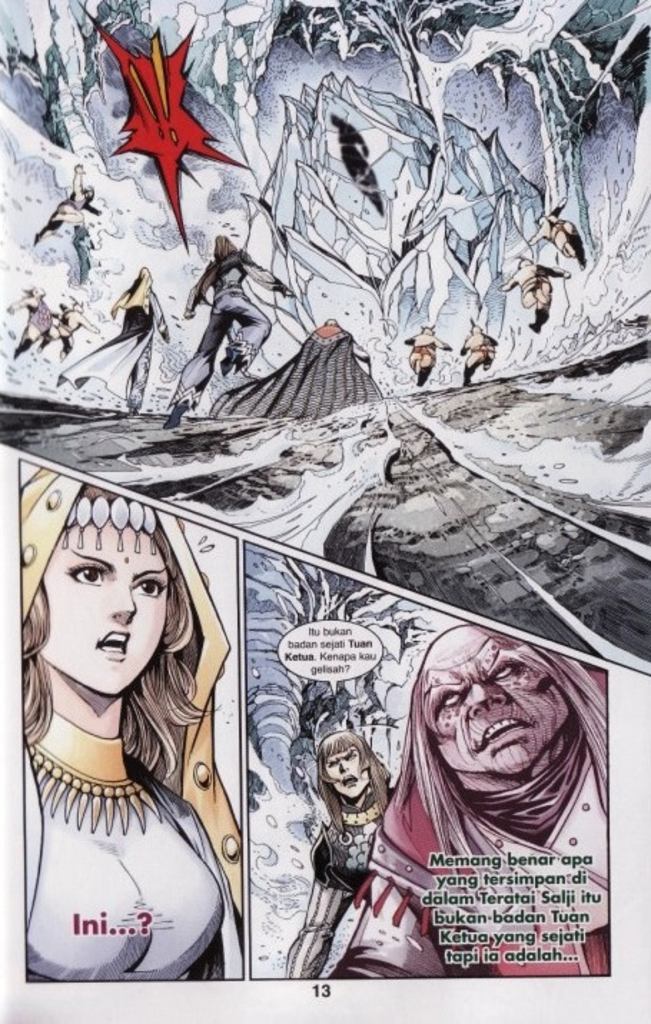 !!
Ini...?
Itu bukan
badan sejati Tuan
Ketua. Kenapa kau
gelisah?
Memang benar apa
yang tersimpan di
dalam Teratai Salji itu
bukan badan Tuan
Ketua yang sejati
tapi ia adalah...
13